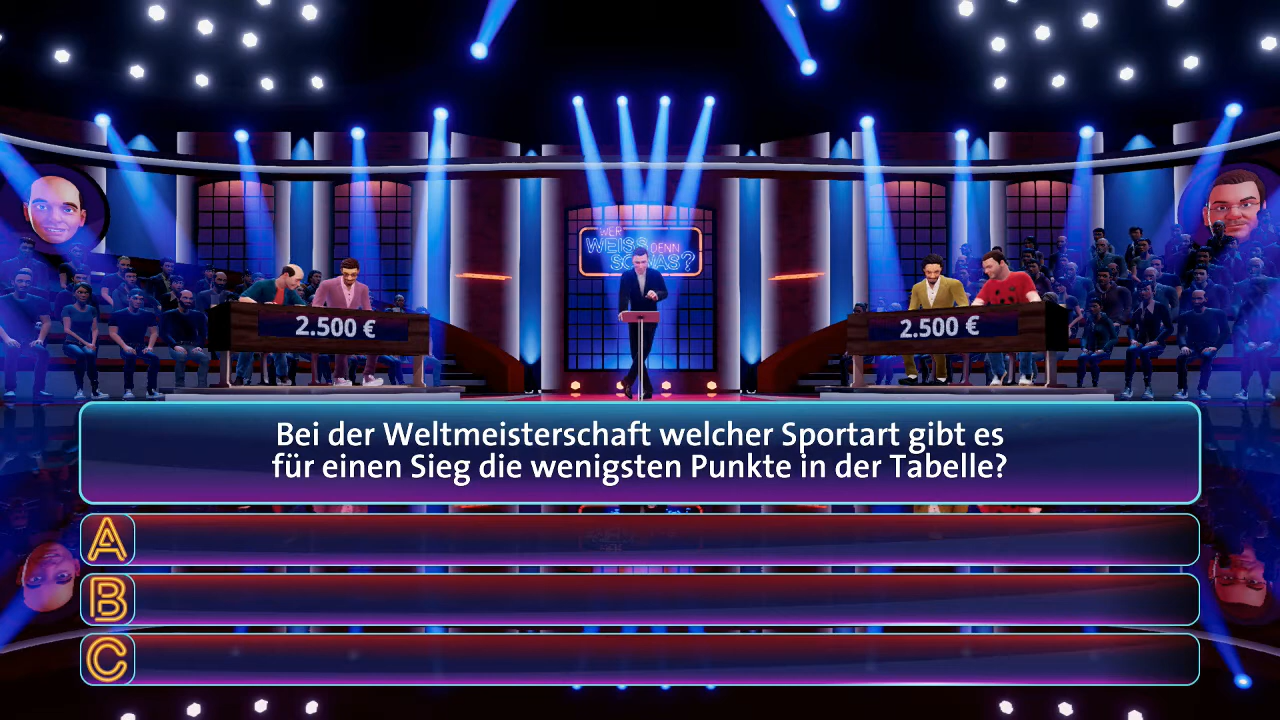 WER
WEISS DENN
SOWAS?
2.500 €
2.500 €
Bei der Weltmeisterschaft welcher Sportart gibt es
für einen Sieg die wenigsten Punkte in der Tabelle?
A
B
C